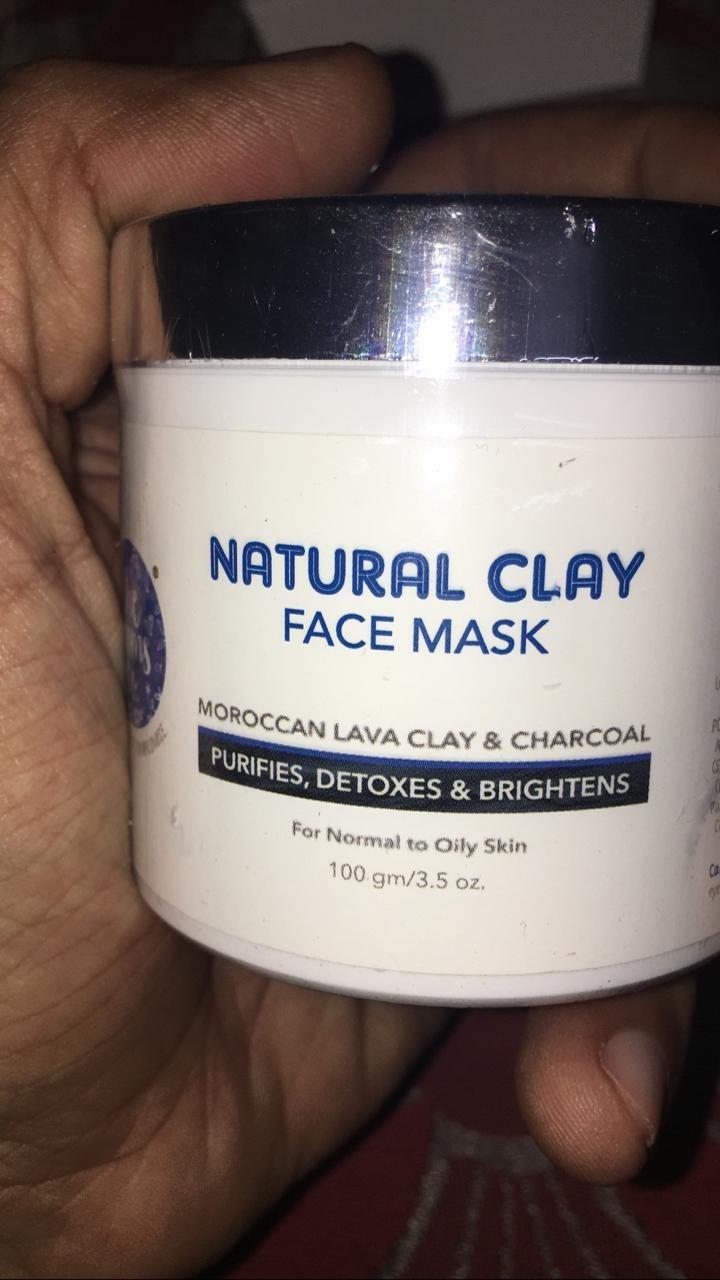 NATURAL CLAY
FACE MASK
MOROCCAN LAVA CLAY & CHARCOAL
PURIFIES, DETOXES & BRIGHTENS
For Normal to Oily Skin
100 gm/3.5 oz.